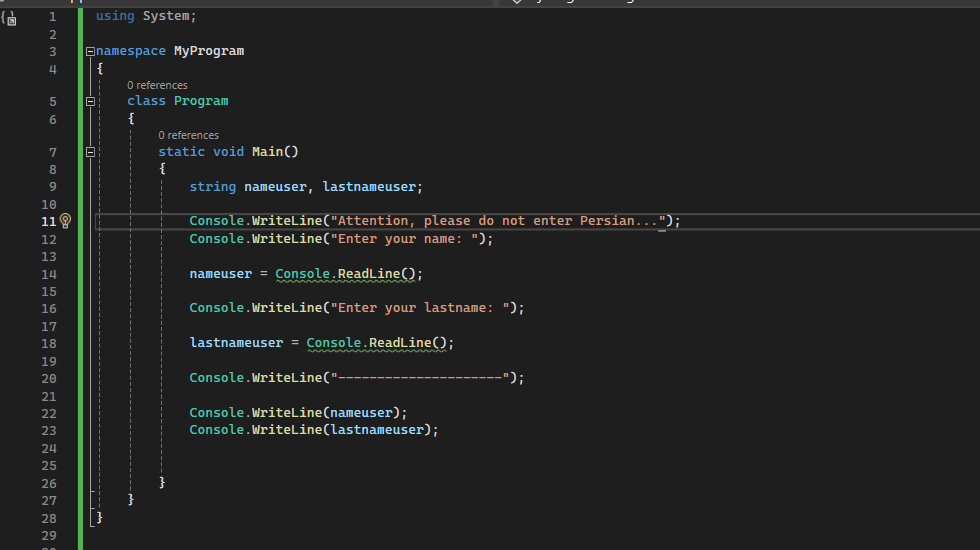 1 using System;
2
3 namespace MyProgram
4 {
0 references
5 class Program
6 {
0 references
7 static void Main()
8 {
9 string nameuser, lastnameuser;
10
11 Console.WriteLine("Attention, please do not enter Persian...");
12 Console.WriteLine("Enter your name: ");
13
14 nameuser = Console.ReadLine();
15
16 Console.WriteLine("Enter your lastname: ");
17
18 lastnameuser = Console.ReadLine();
19
20 Console.WriteLine("---------------------");
21
22 Console.WriteLine(nameuser);
23 Console.WriteLine(lastnameuser);
24
25
26 }
27 }
28 }
29